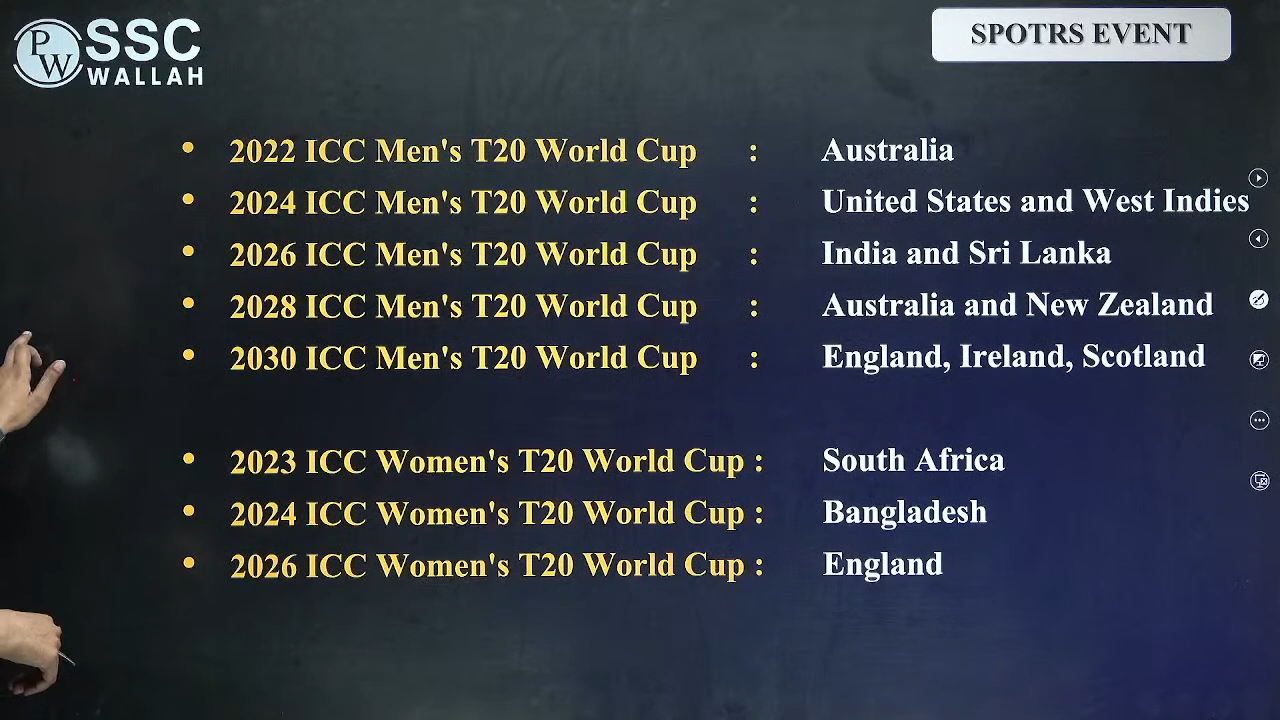 PW SSC WALLAH
SPOTRS EVENT
• 2022 ICC Men's T20 World Cup : Australia
• 2024 ICC Men's T20 World Cup : United States and West Indies
• 2026 ICC Men's T20 World Cup : India and Sri Lanka
• 2028 ICC Men's T20 World Cup : Australia and New Zealand
• 2030 ICC Men's T20 World Cup : England, Ireland, Scotland
• 2023 ICC Women's T20 World Cup : South Africa
• 2024 ICC Women's T20 World Cup : Bangladesh
• 2026 ICC Women's T20 World Cup : England